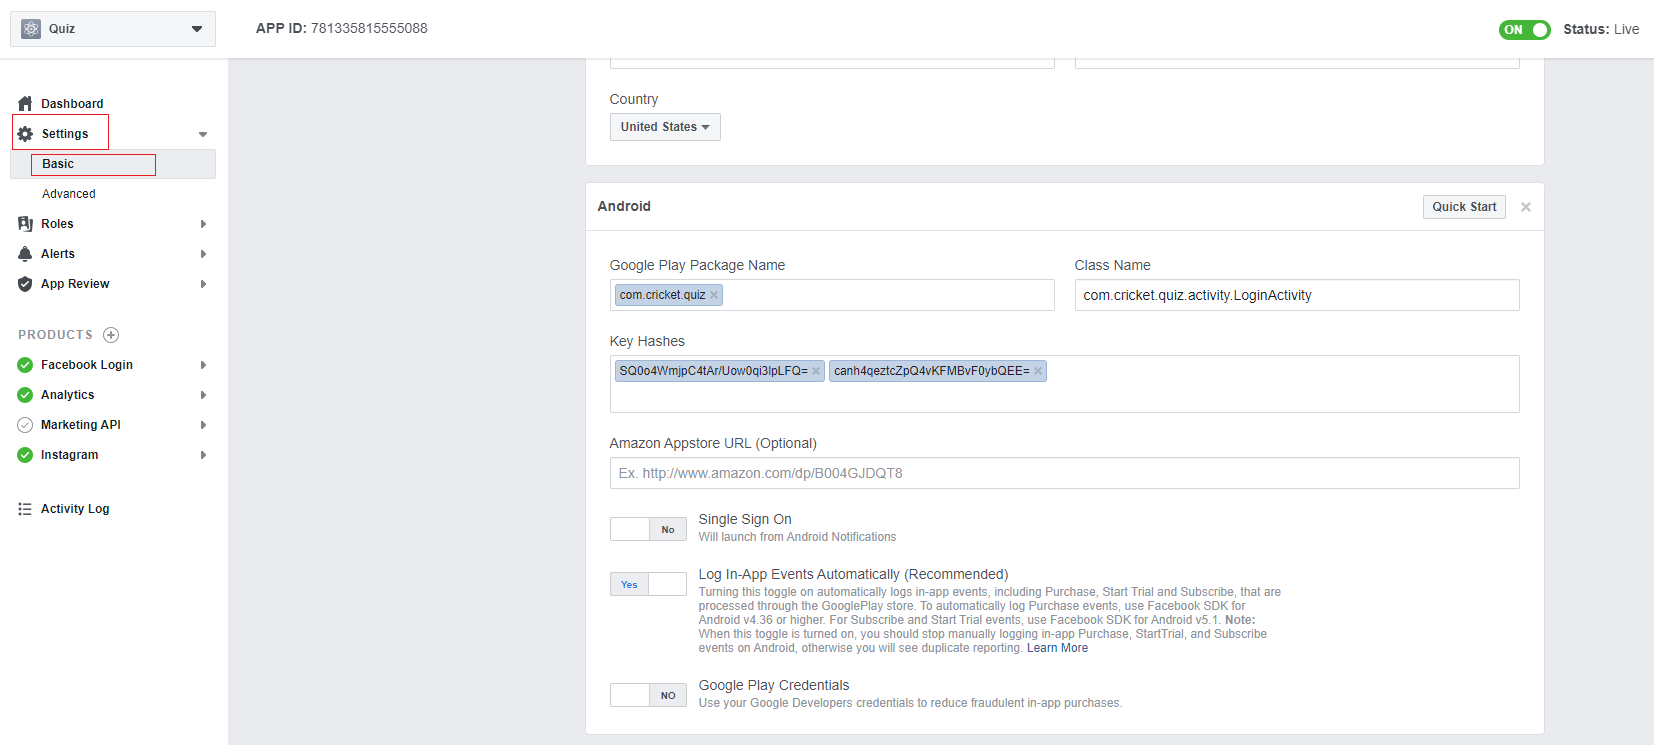 Quiz
APP ID: 781335815555088
ON
Status: Live
Dashboard
Settings
Basic
Advanced
Roles
Alerts
App Review
PRODUCTS
Facebook Login
Analytics
Marketing API
Instagram
Activity Log
Country
United States
Android
Quick Start
Google Play Package Name
Class Name
com.cricket.quiz
com.cricket.quiz.activity.LoginActivity
Key Hashes
SQ0o4WmjpC4tAr/Uow0qi3lpLFQ=
canh4qeztcZpQ4vKFMBvF0ybQEE=
Amazon Appstore URL (Optional)
Ex. http://www.amazon.com/dp/B004GJDQT8
No
Single Sign On
Will launch from Android Notifications
Yes
Log In-App Events Automatically (Recommended)
Turning this toggle on automatically logs in-app events, including Purchase, Start Trial and Subscribe, that are
processed through the GooglePlay store. To automatically log Purchase events, use Facebook SDK for
Android v4.36 or higher. For Subscribe and Start Trial events, use Facebook SDK for Android v5.1. Note:
When this toggle is turned on, you should stop manually logging in-app Purchase, StartTrial, and Subscribe
events on Android, otherwise you will see duplicate reporting. Learn More
NO
Google Play Credentials
Use your Google Developers credentials to reduce fraudulent in-app purchases.